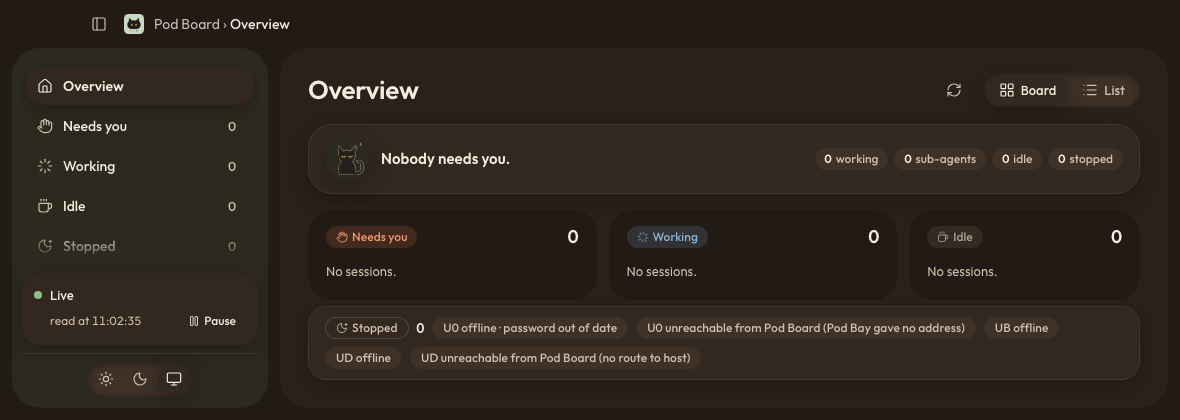 Pod Board › Overview
Overview
Needs you 0
Working 0
Idle 0
Stopped 0
Live
read at 11:02:35 Pause
Overview
Board List
Nobody needs you.
0 working 0 sub-agents 0 idle 0 stopped
Needs you 0
No sessions.
Working 0
No sessions.
Idle 0
No sessions.
Stopped 0 U0 offline · password out of date U0 unreachable from Pod Board (Pod Bay gave no address) UB offline
UD offline UD unreachable from Pod Board (no route to host)